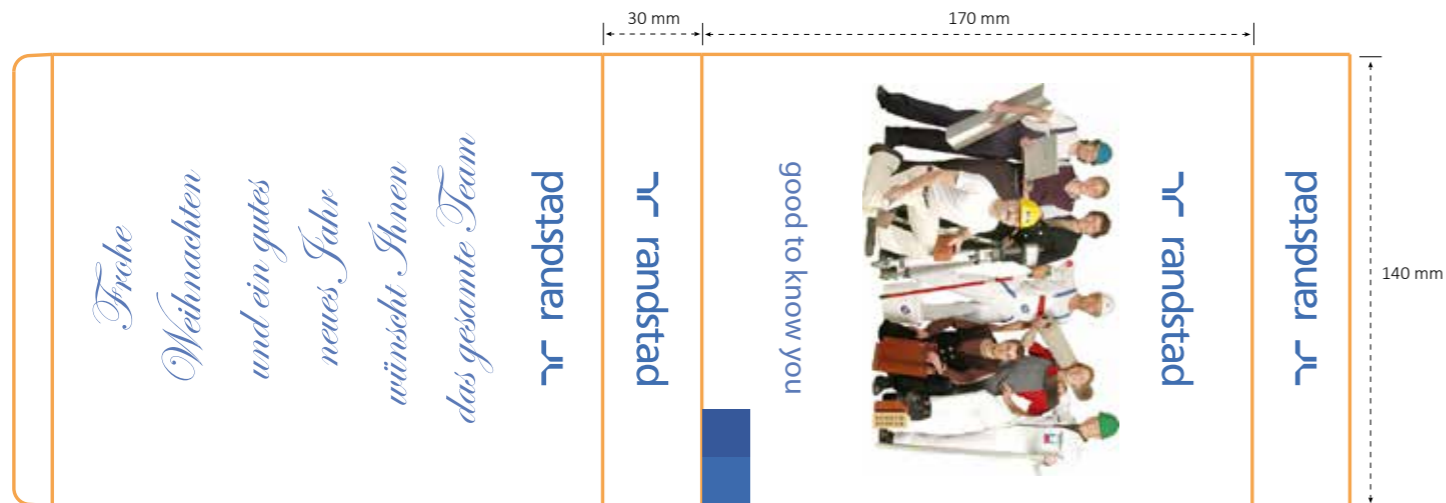 30 mm
170 mm
140 mm
Frohe
Weihnachten
und ein gutes
neues Jahr
wünscht Ihnen
das gesamte Team
randstad
randstad
good to know you
randstad
randstad